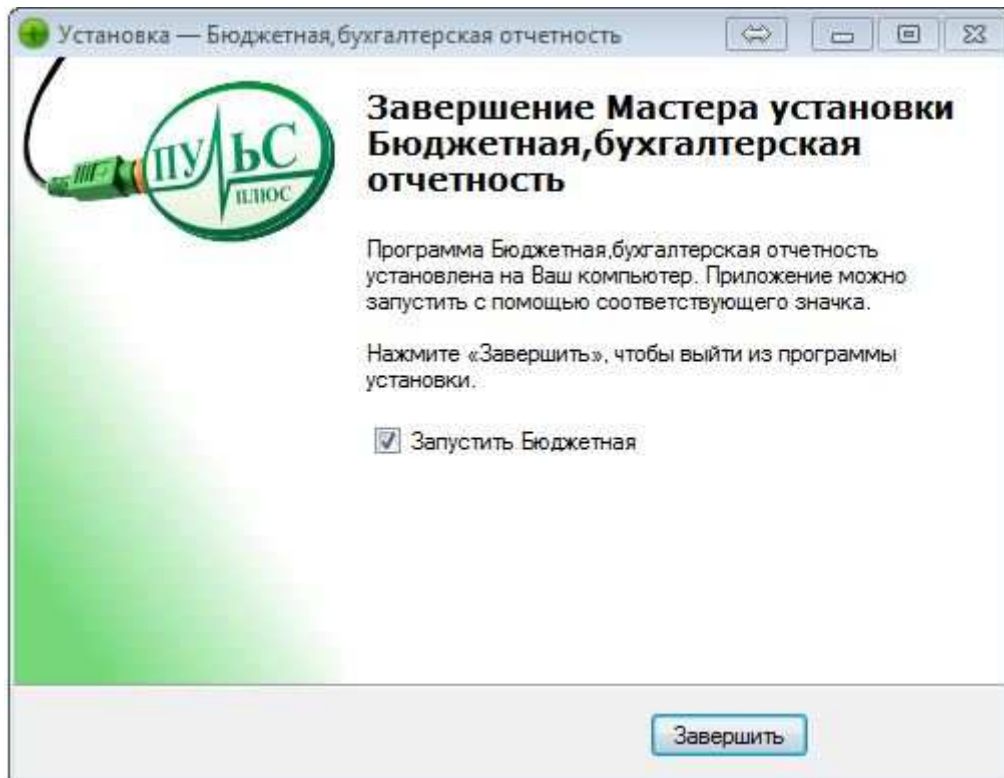 Установка — Бюджетная,бухгалтерская отчетность
ПУЛЬС
ПЛЮС
Завершение Мастера установки
Бюджетная,бухгалтерская
отчетность
Программа Бюджетная,бухгалтерская отчетность
установлена на Ваш компьютер. Приложение можно
запустить с помощью соответствующего значка.
Нажмите «Завершить», чтобы выйти из программы
установки.
Запустить Бюджетная
Завершить